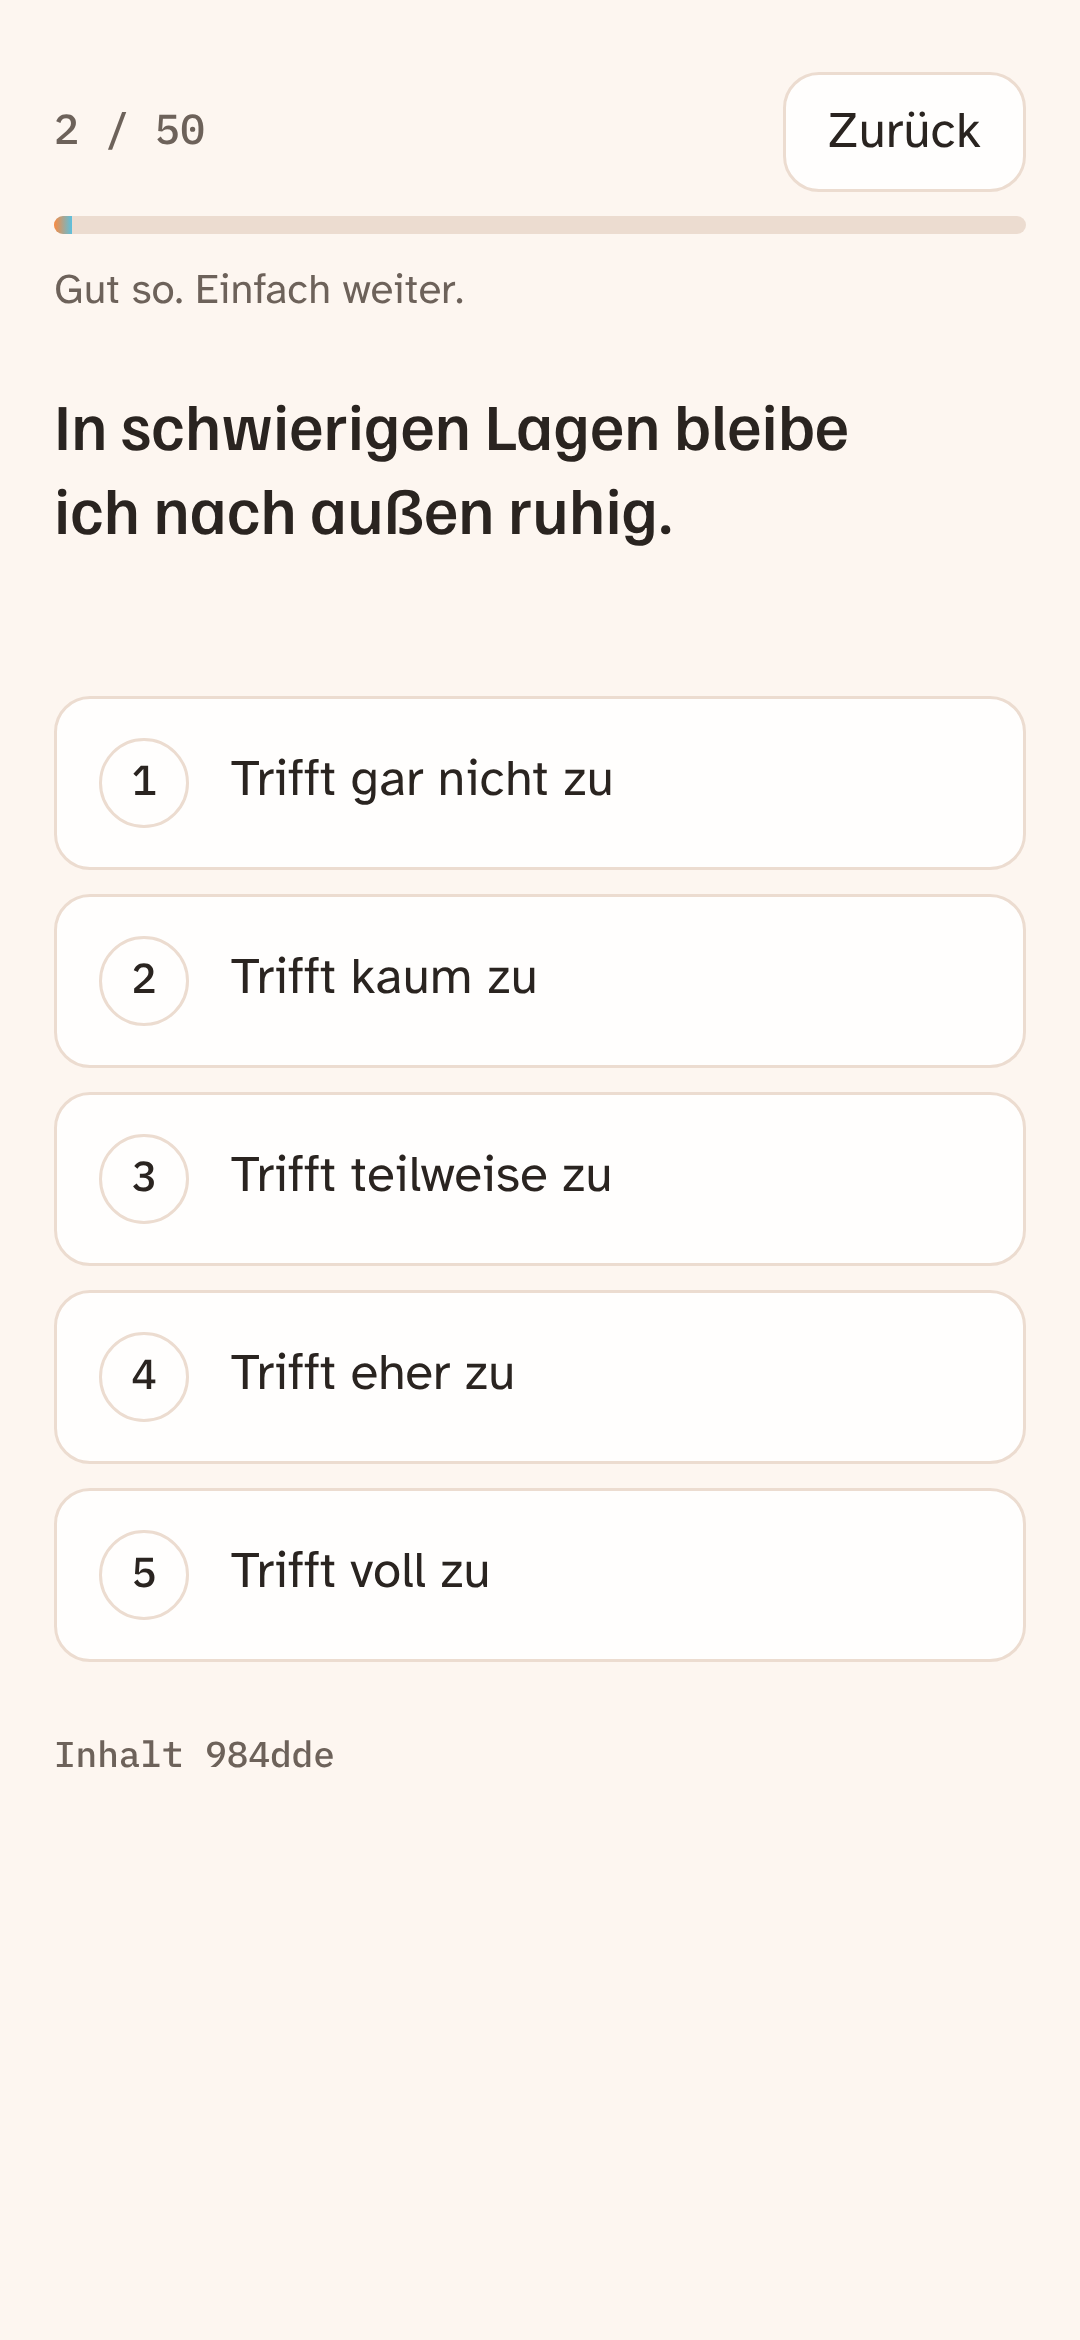 2 / 50
Zurück
Gut so. Einfach weiter.
In schwierigen Lagen bleibe
ich nach außen ruhig.
1 Trifft gar nicht zu
2 Trifft kaum zu
3 Trifft teilweise zu
4 Trifft eher zu
5 Trifft voll zu
Inhalt 984dde